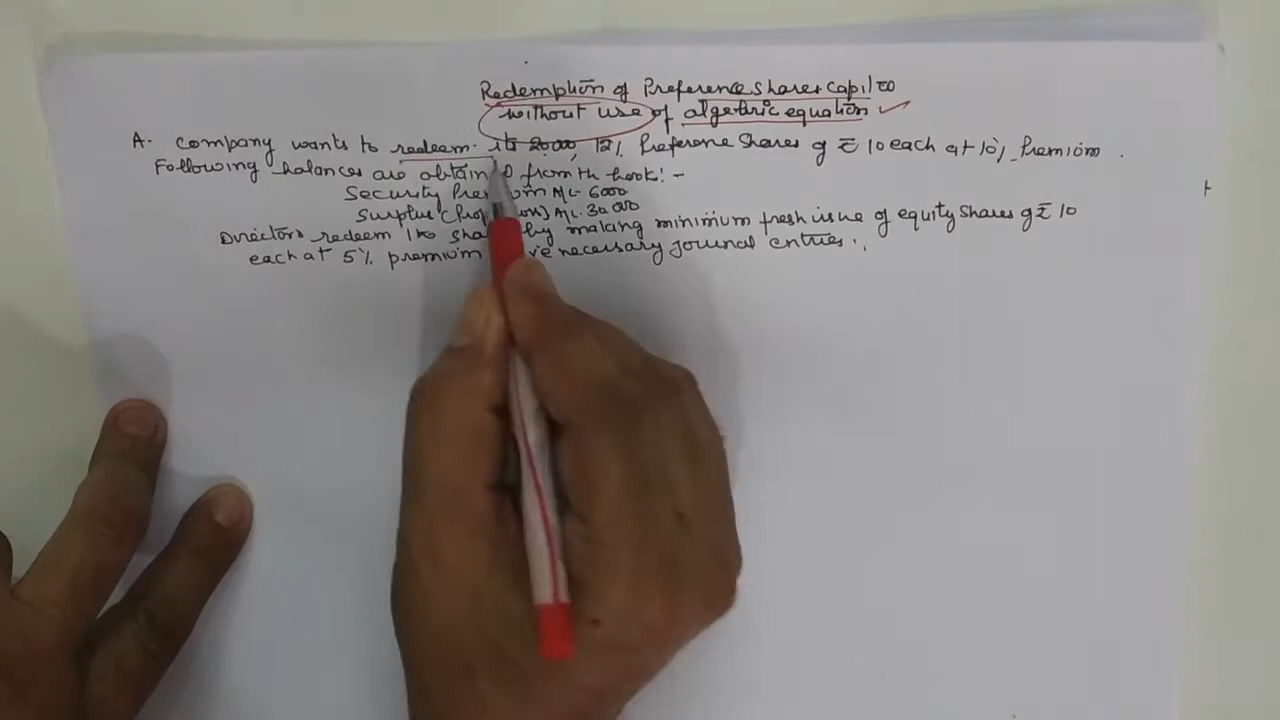 Redemption of Preference shares capital
without use of algebric equation
A. Company wants to redeem its 2000, 12% Preference Shares of ₹ 10 each at 10% Premium.
Following balances are obtained from the book:-
Security Premium A/c 6000
Surplus A/c. 30000
Directors redeem the by making minimum fresh issue of equity Shares of ₹ 10
each at 5% premium necessary journal entries.